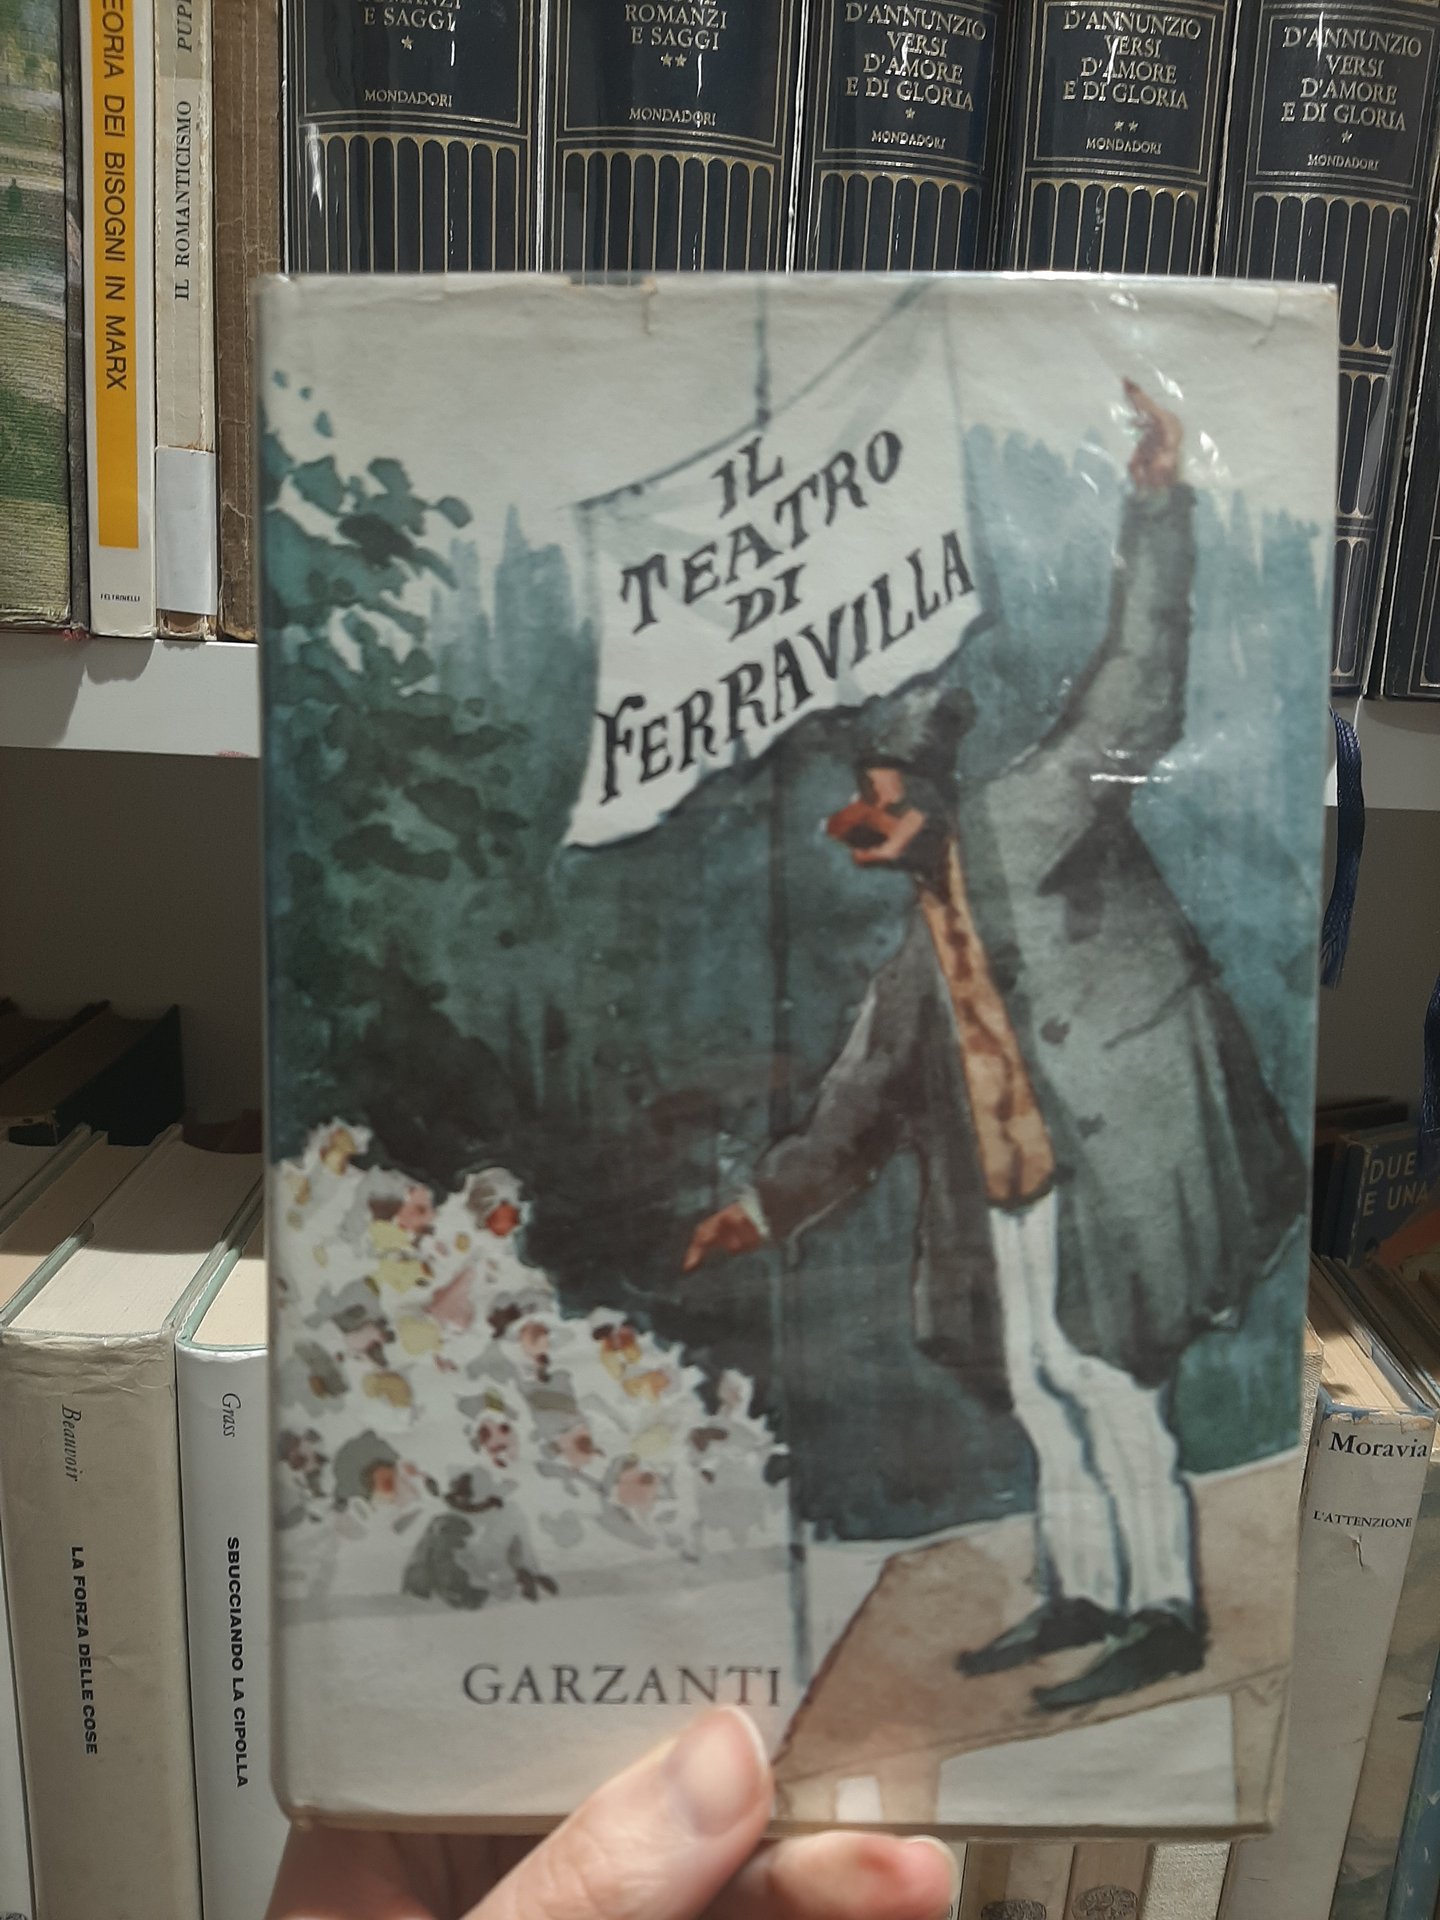 TEORIA DEI BISOGNI IN MARX
FELTRINELLI
IL ROMANTICISMO
ROMANZI
E SAGGI
*
MONDADORI
ROMANZI
E SAGGI
**
MONDADORI
D'ANNUNZIO
VERSI
D'AMORE
E DI GLORIA
*
MONDADORI
D'ANNUNZIO
VERSI
D'AMORE
E DI GLORIA
**
MONDADORI
D'ANNUNZIO
VERSI
D'AMORE
E DI GLORIA
*
MONDADORI
IL
TEATRO
DI
FERRAVILLA
GARZANTI
Beauvoir
LA FORZA DELLE COSE
Grass
SBUCCIANDO LA CIPOLLA
DUE
E UNA
Moravia
L'ATTENZIONE